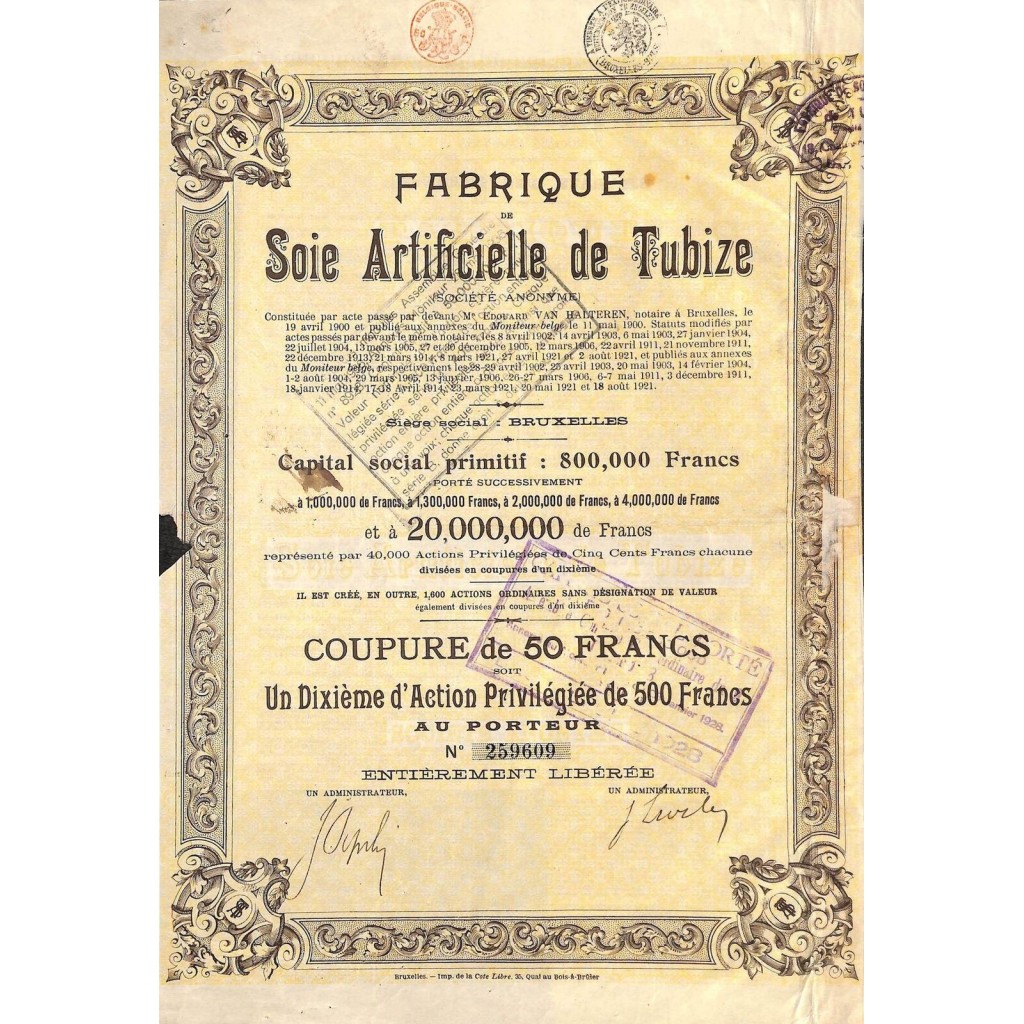 BELGIQUE-BELGIË
FABRIQUE
DE
Soie Artificielle de Tubize
(SOCIÉTÉ ANONYME)
Constituée par acte passé par devant Me EDOUARD VAN HALTEREN, notaire à Bruxelles, le
19 avril 1900 et publié aux annexes du Moniteur belge le 11 mai 1900. Statuts modifiés par
actes passés par devant le même notaire, les 8 avril 1902, 14 avril 1903, 6 mai 1903, 27 janvier 1904,
22 juillet 1904, 13 mars 1905, 27 et 30 décembre 1905, 12 mars 1906, 22 avril 1911, 21 novembre 1911,
22 décembre 1913, 21 mars 1914, 8 mars 1921, 27 avril 1921 et 2 août 1921, et publiés aux annexes
du Moniteur belge, respectivement les 28-29 avril 1902, 25 avril 1903, 20 mai 1903, 14 février 1904,
1-2 août 1904, 29 mars 1905, 13 janvier 1906, 26-27 mars 1906, 6-7 mai 1911, 3 décembre 1911,
18 janvier 1914, 17-18 Avril 1914, 23 mars 1921, 20 mai 1921 et 18 août 1921.
Siège social : BRUXELLES
Capital social primitif : 800,000 Francs
PORTÉ SUCCESSIVEMENT
à 1,000,000 de Francs, à 1,300,000 Francs, à 2,000,000 de Francs, à 4,000,000 de Francs
et à 20,000,000 de Francs
représenté par 40,000 Actions Privilégiées de Cinq Cents Francs chacune
divisées en coupures d'un dixième
IL EST CRÉÉ, EN OUTRE, 1,600 ACTIONS ORDINAIRES SANS DÉSIGNATION DE VALEUR
également divisées en coupures d'un dixième
COUPURE de 50 FRANCS
SOIT
Un Dixième d'Action Privilégiée de 500 Francs
AU PORTEUR
N° 259609
ENTIÈREMENT LIBÉRÉE
UN ADMINISTRATEUR, UN ADMINISTRATEUR,
Bruxelles. — Imp. de la Cote Libre, 35, Quai au Bois-à-Brûler